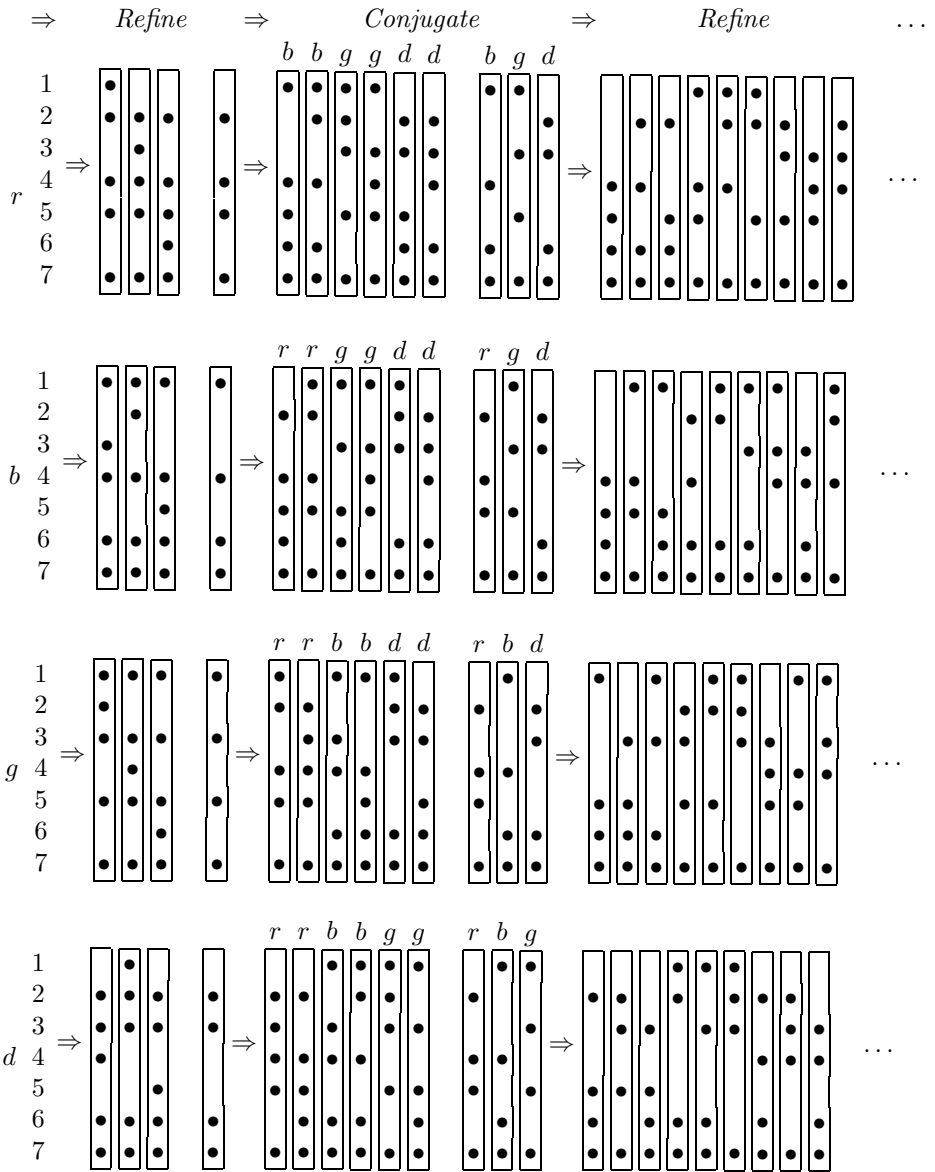 ⇒ Refine ⇒ Conjugate ⇒ Refine ...
b b g g d d b g d
1
2
3
⇒ ⇒ ⇒ ...
4
r
5
6
7
r r g g d d r g d
1
2
3
⇒ ⇒ ⇒ ...
4
b
5
6
7
r r b b d d r b d
1
2
3
⇒ ⇒ ⇒ ...
4
g
5
6
7
r r b b g g r b g
1
2
3
⇒ ⇒ ⇒ ...
4
d
5
6
7